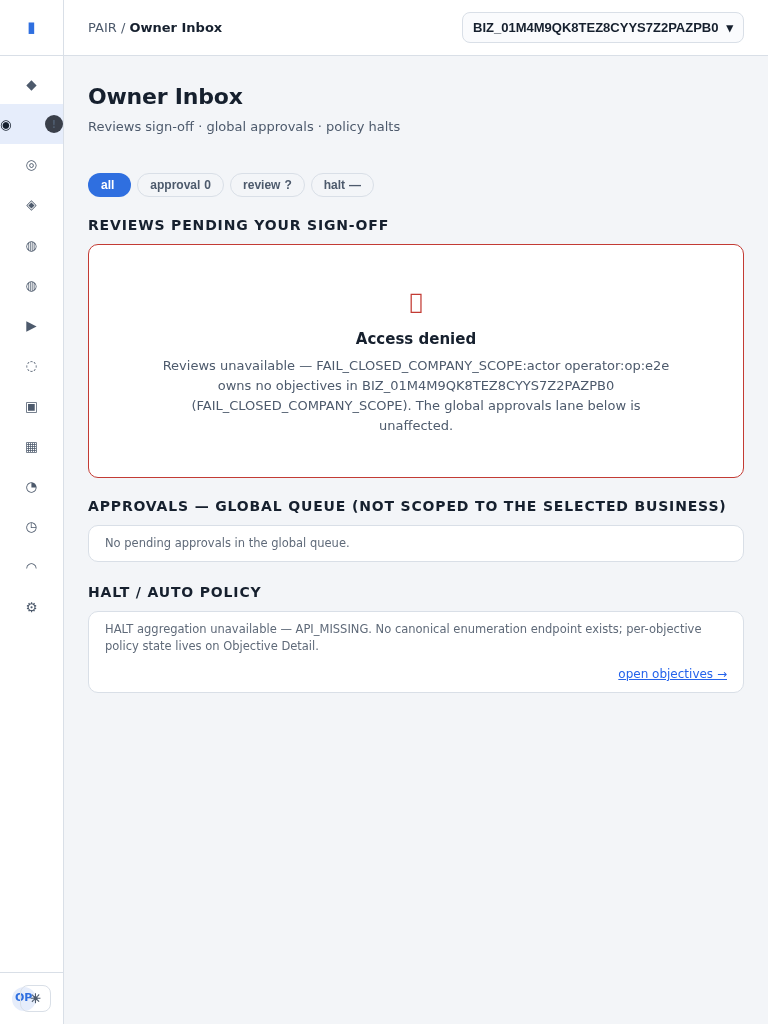 PAIR / Owner Inbox
BIZ_01M4M9QK8TEZ8CYYS7Z2PAZPB0 ▾
Owner Inbox
Reviews sign-off · global approvals · policy halts
all
approval 0
review ?
halt —
REVIEWS PENDING YOUR SIGN-OFF
Access denied
Reviews unavailable — FAIL_CLOSED_COMPANY_SCOPE:actor operator:op:e2e
owns no objectives in BIZ_01M4M9QK8TEZ8CYYS7Z2PAZPB0
(FAIL_CLOSED_COMPANY_SCOPE). The global approvals lane below is
unaffected.
APPROVALS — GLOBAL QUEUE (NOT SCOPED TO THE SELECTED BUSINESS)
No pending approvals in the global queue.
HALT / AUTO POLICY
HALT aggregation unavailable — API_MISSING. No canonical enumeration endpoint exists; per-objective
policy state lives on Objective Detail.
open objectives →
OP